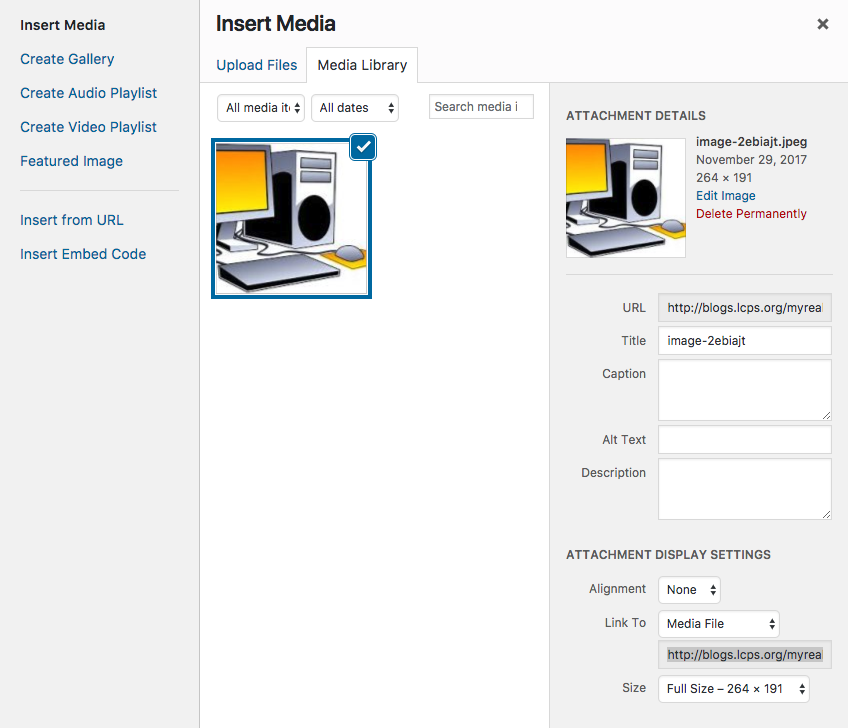 Insert Media
Create Gallery
Create Audio Playlist
Create Video Playlist
Featured Image
Insert from URL
Insert Embed Code
Insert Media
Upload Files
Media Library
All media it
All dates
Search media i
ATTACHMENT DETAILS
image-2ebiajt.jpeg
November 29, 2017
264 × 191
Edit Image
Delete Permanently
URL http://blogs.lcps.org/myrea
Title image-2ebiajt
Caption
Alt Text
Description
ATTACHMENT DISPLAY SETTINGS
Alignment None
Link To Media File
http://blogs.lcps.org/myrea
Size Full Size – 264 × 191